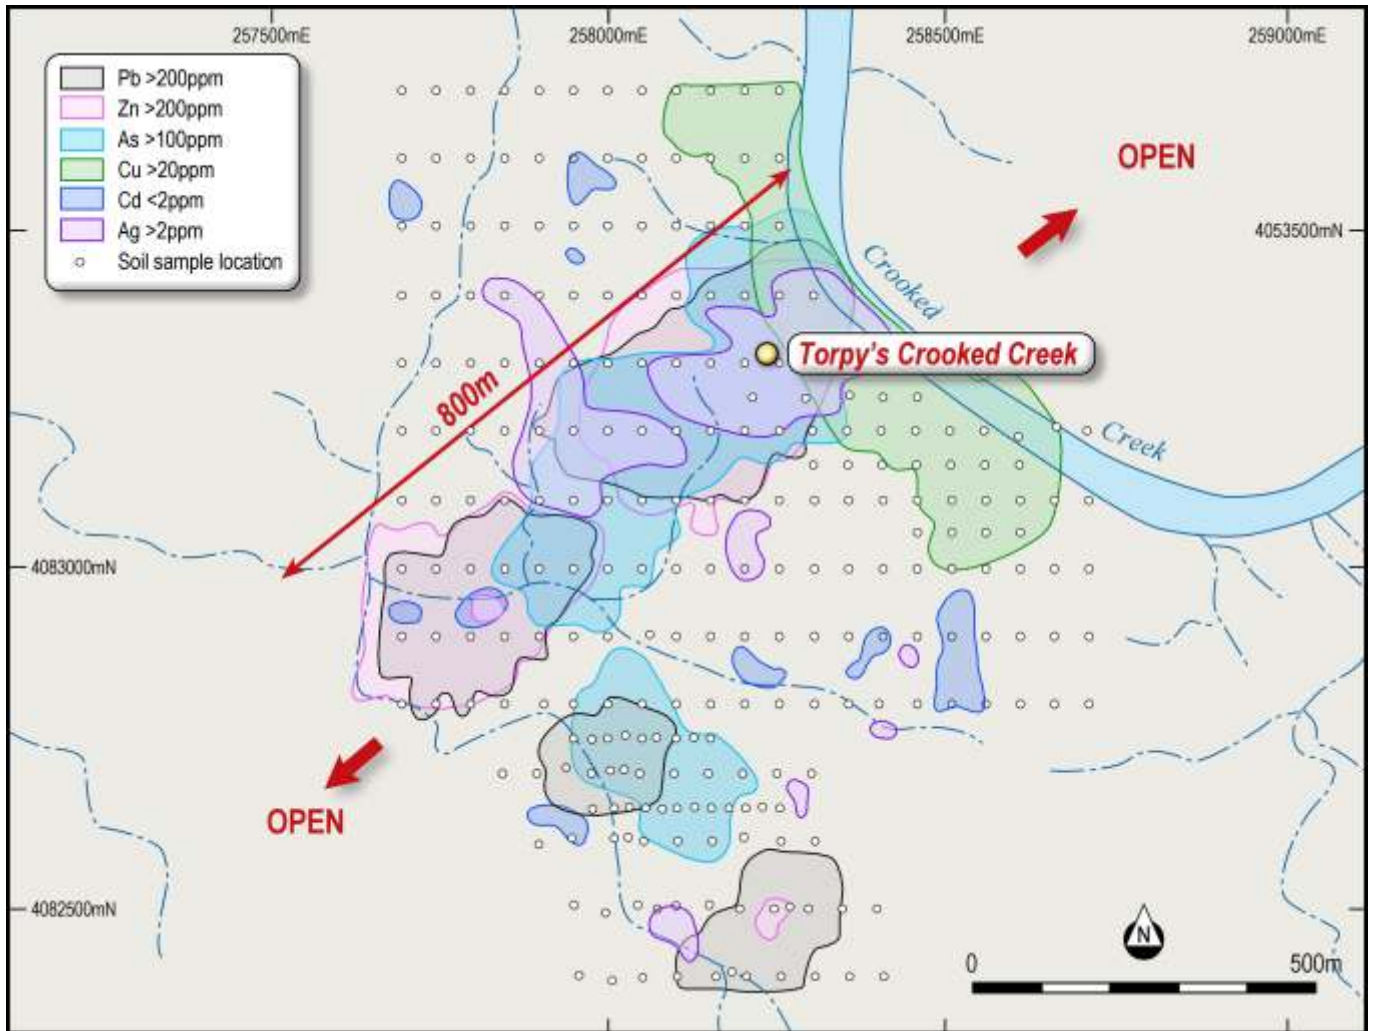 257500mE
258000mE
258500mE
259000mE
Pb >200ppm
Zn >200ppm
As >100ppm
Cu >20ppm
Cd <2ppm
Ag >2ppm
Soil sample location
OPEN
4053500mN
Crooked
Torpy's Crooked Creek
800m
Creek
4083000mN
OPEN
4082500mN
N
0 500m